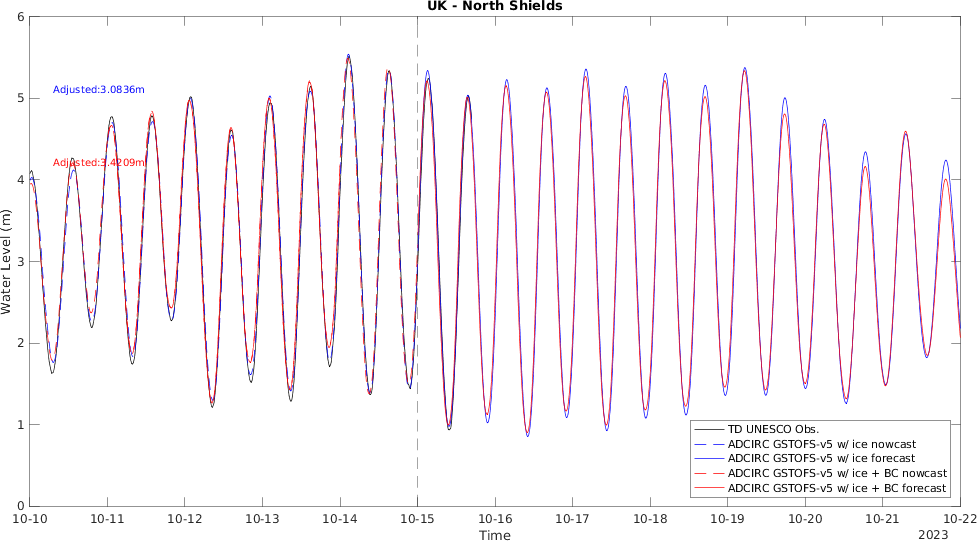 UK - North Shields
6
5
4
3
2
1
0
Water Level (m)
Adjusted:3.0836m
Adjusted:3.4209m
TD UNESCO Obs.
ADCIRC GSTOFS-v5 w/ ice nowcast
ADCIRC GSTOFS-v5 w/ ice forecast
ADCIRC GSTOFS-v5 w/ ice + BC nowcast
ADCIRC GSTOFS-v5 w/ ice + BC forecast
10-10 10-11 10-12 10-13 10-14 10-15 10-16 10-17 10-18 10-19 10-20 10-21 10-22
Time 2023